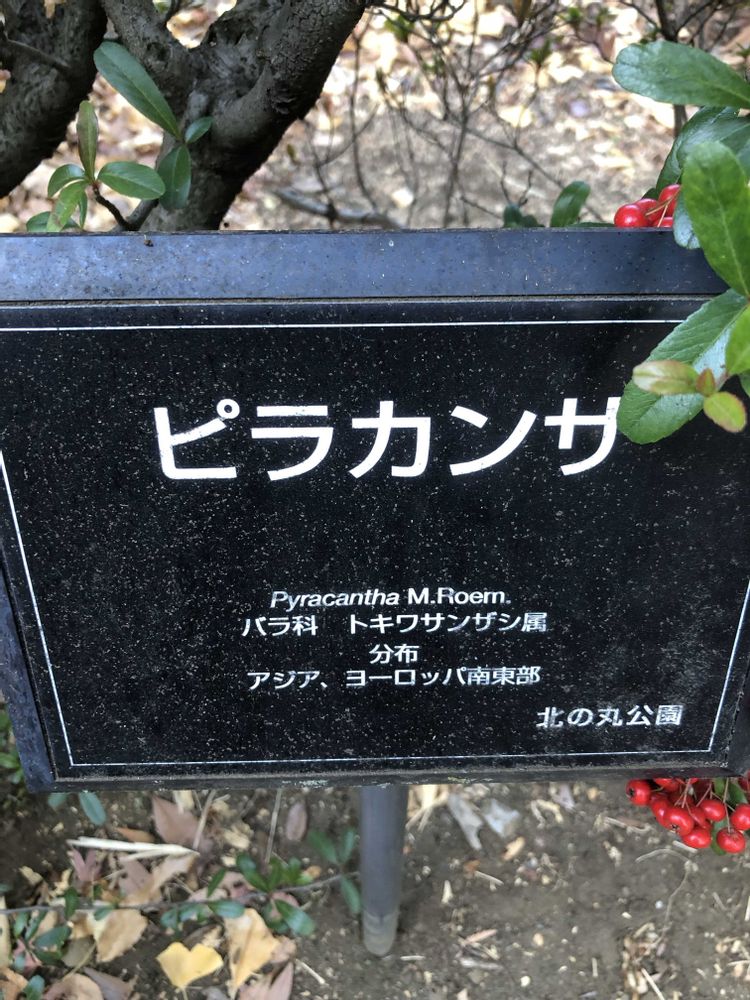 ピラカンサ
Pyracantha M.Roem.
バラ科　トキワサンザシ属
分布
アジア、ヨーロッパ南東部
北の丸公園